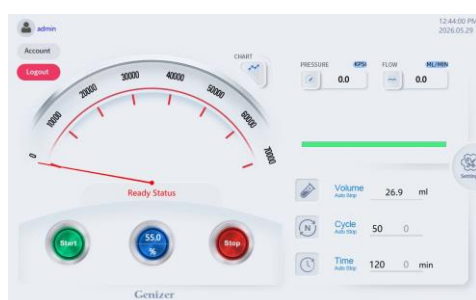 admin
12:44:00 PM
2026.05.29
Account
Logout
CHART
PRESSURE KPSI FLOW ML/MIN
0.0 0.0
0 10000 20000 30000 40000 50000 60000 70000
Setting
Ready Status
Volume
Auto Stop
26.9 ml
Start
55.0
%
Stop
N
Cycle
Auto Stop
50 0
Time
Auto Stop
120 0 min
Genizer